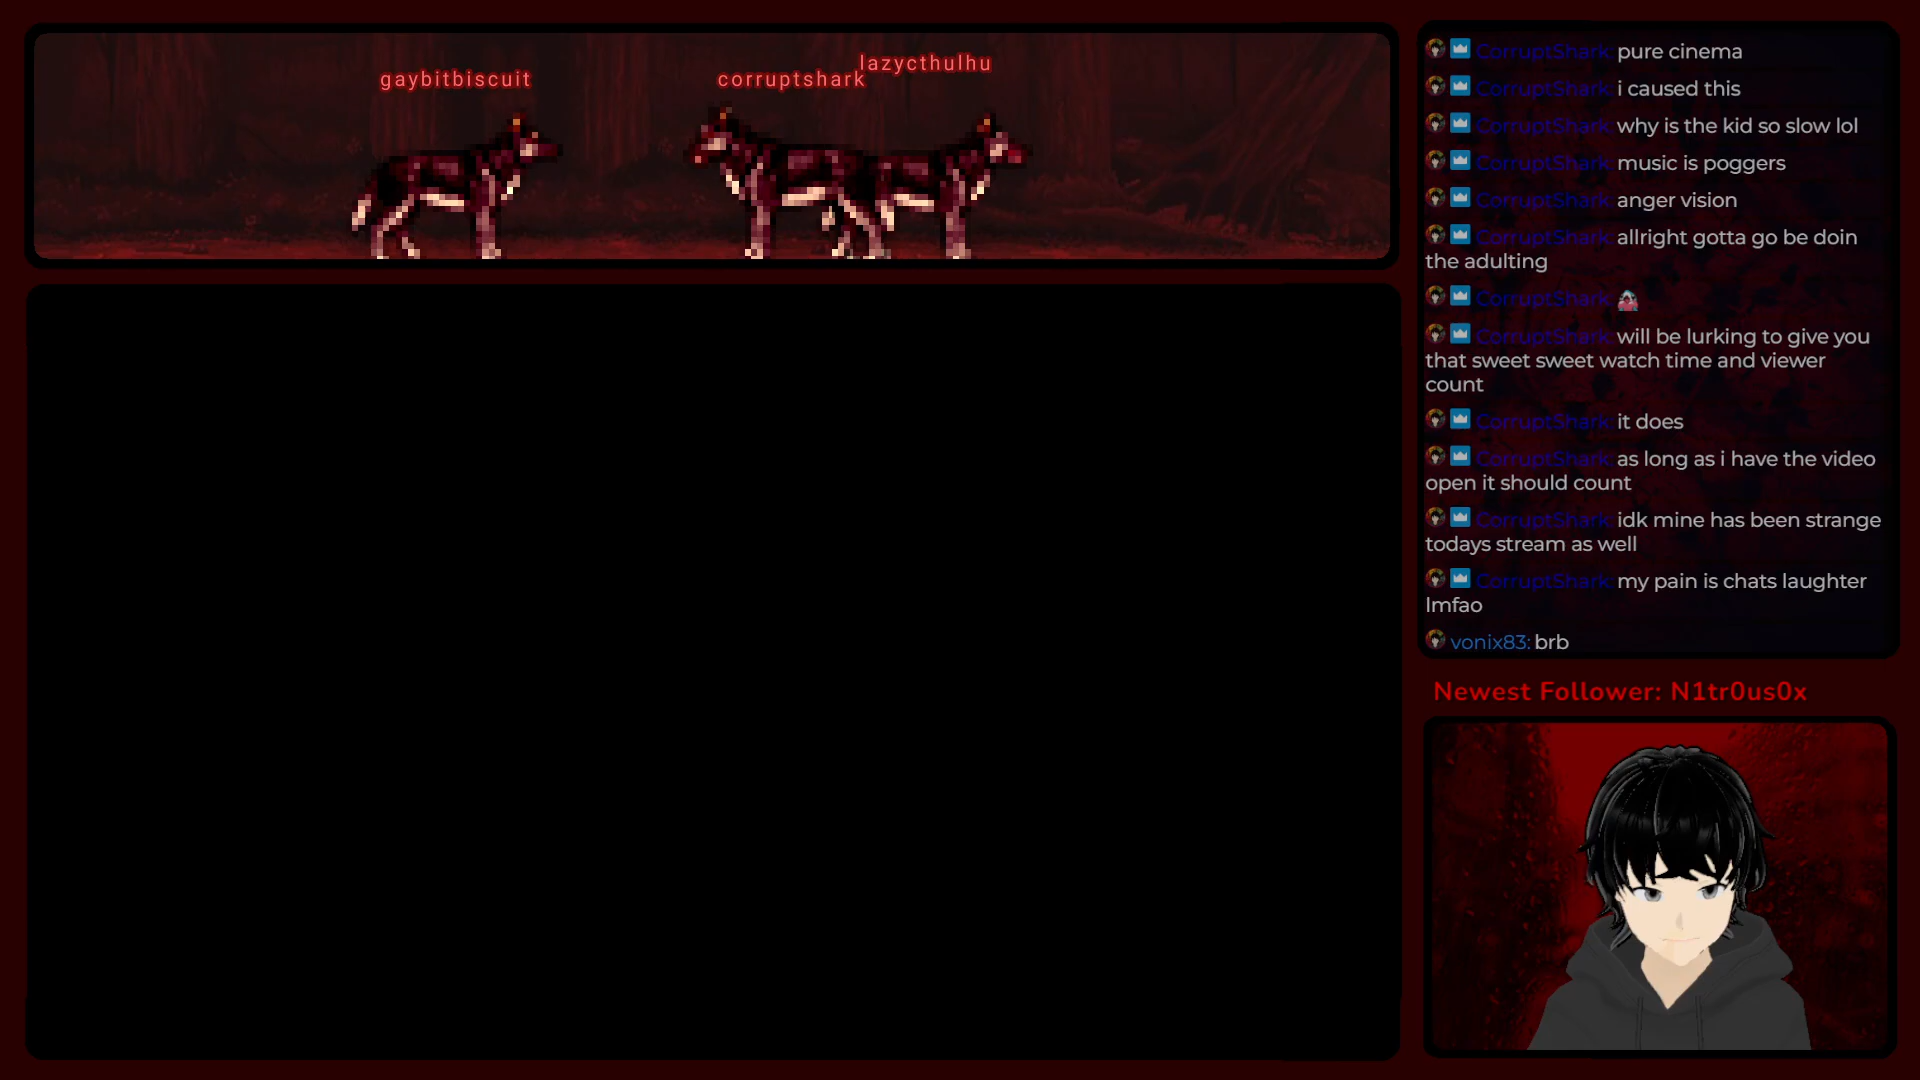 gaybitbiscuit
corruptshark
lazycthulhu
CorruptShark: pure cinema
CorruptShark: i caused this
CorruptShark: why is the kid so slow lol
CorruptShark: music is poggers
CorruptShark: anger vision
CorruptShark: allright gotta go be doin
the adulting
CorruptShark:
CorruptShark: will be lurking to give you
that sweet sweet watch time and viewer
count
CorruptShark: it does
CorruptShark: as long as i have the video
open it should count
CorruptShark: idk mine has been strange
todays stream as well
CorruptShark: my pain is chats laughter
lmfao
vonix83: brb
Newest Follower: N1tr0us0x